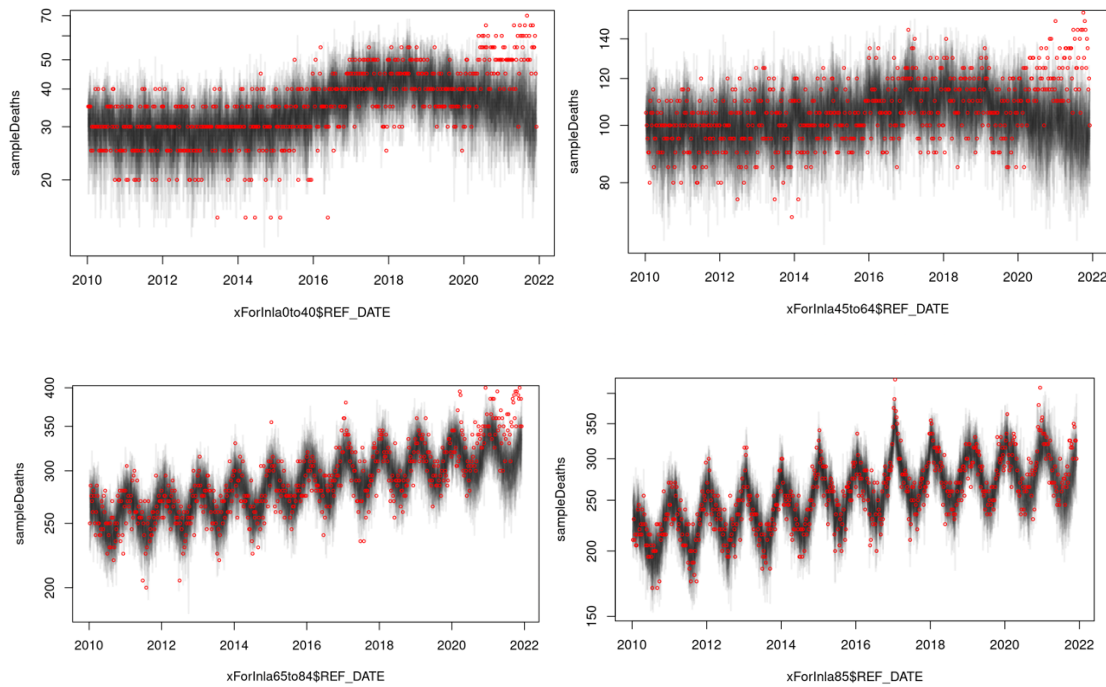 sampleDeaths
70
50
40
30
20
2010 2012 2014 2016 2018 2020 2022
xForInla0to40$REF_DATE
sampleDeaths
140
120
100
80
2010 2012 2014 2016 2018 2020 2022
xForInla45to64$REF_DATE
sampleDeaths
400
350
300
250
200
2010 2012 2014 2016 2018 2020 2022
xForInla65to84$REF_DATE
sampleDeaths
350
300
250
200
150
2010 2012 2014 2016 2018 2020 2022
xForInla85$REF_DATE